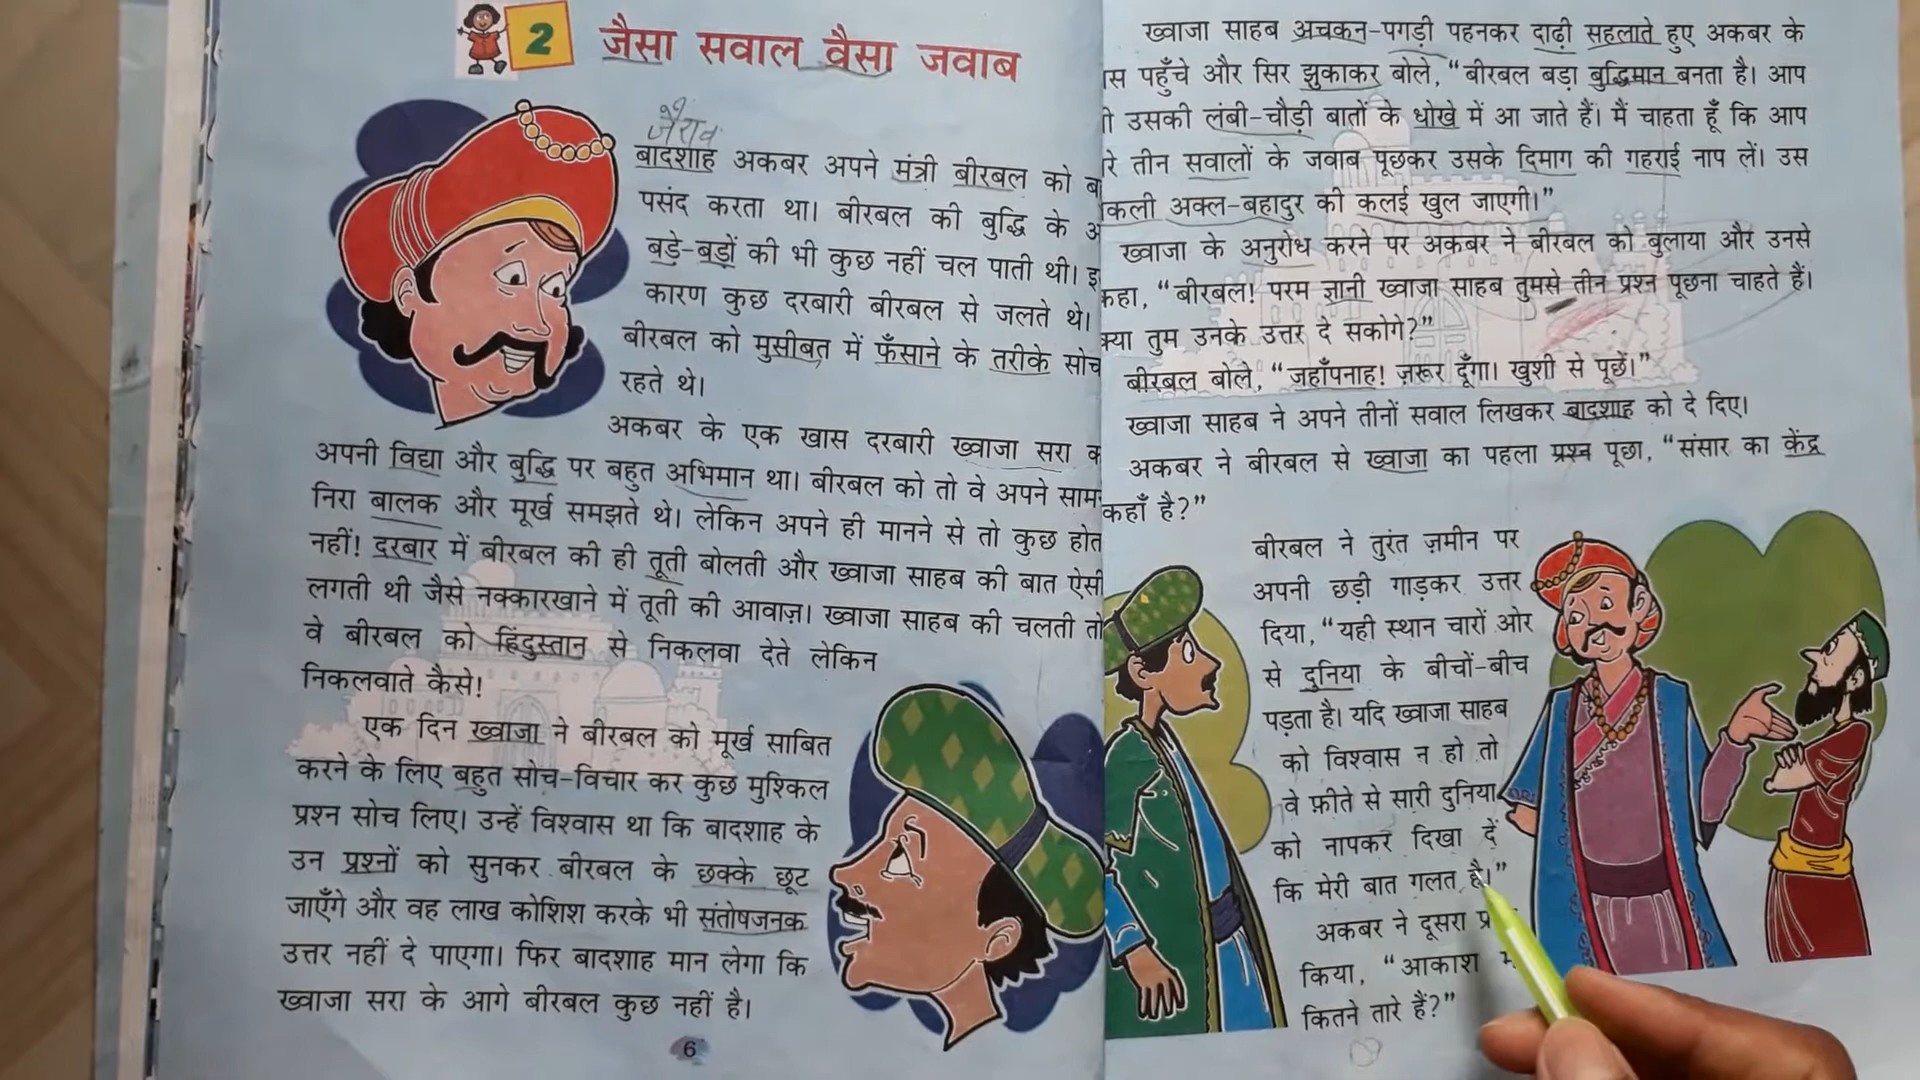 2
जैसा सवाल वैसा जवाब
बादशाह अकबर अपने मंत्री बीरबल को
पसंद करता था। बीरबल की बुद्धि के
बड़े-बड़ों की भी कुछ नहीं चल पाती थी।
कारण कुछ दरबारी बीरबल से जलते थे।
बीरबल को मुसीबत में फँसाने के तरीके सोच
रहते थे।
अकबर के एक खास दरबारी ख्वाजा सरा
अपनी विद्या और बुद्धि पर बहुत अभिमान था। बीरबल को तो वे अपने साम
निरा बालक और मूर्ख समझते थे। लेकिन अपने ही मानने से तो कुछ होत
नहीं! दरबार में बीरबल की ही तूती बोलती और ख्वाजा साहब की बात ऐसी
लगती थी जैसे नक्कारखाने में तूती की आवाज़। ख्वाजा साहब की चलती तो
वे बीरबल को हिंदुस्तान से निकलवा देते लेकिन
निकलवाते कैसे!
एक दिन ख्वाजा ने बीरबल को मूर्ख साबित
करने के लिए बहुत सोच-विचार कर कुछ मुश्किल
प्रश्न सोच लिए। उन्हें विश्वास था कि बादशाह के
उन प्रश्नों को सुनकर बीरबल के छक्के छूट
जाएँगे और वह लाख कोशिश करके भी संतोषजनक
उत्तर नहीं दे पाएगा। फिर बादशाह मान लेगा कि
ख्वाजा सरा के आगे बीरबल कुछ नहीं है।
6
ख्वाजा साहब अचकन-पगड़ी पहनकर दाढ़ी सहलाते हुए अकबर के
स पहुँचे और सिर झुकाकर बोले, “बीरबल बड़ा बुद्धिमान बनता है। आप
उसकी लंबी-चौड़ी बातों के धोखे में आ जाते हैं। मैं चाहता हूँ कि आप
रे तीन सवालों के जवाब पूछकर उसके दिमाग की गहराई नाप लें। उस
कली अक्ल-बहादुर की कलई खुल जाएगी।”
ख्वाजा के अनुरोध करने पर अकबर ने बीरबल को बुलाया और उनसे
कहा, “बीरबल! परम ज्ञानी ख्वाजा साहब तुमसे तीन प्रश्न पूछना चाहते हैं।
क्या तुम उनके उत्तर दे सकोगे?”
बीरबल बोले, “जहाँपनाह! ज़रूर दूँगा। खुशी से पूछें।”
ख्वाजा साहब ने अपने तीनों सवाल लिखकर बादशाह को दे दिए।
अकबर ने बीरबल से ख्वाजा का पहला प्रश्न पूछा, “संसार का केंद्र
कहाँ है?”
बीरबल ने तुरंत ज़मीन पर
अपनी छड़ी गाड़कर उत्तर
दिया, “यही स्थान चारों ओर
से दुनिया के बीचों-बीच
पड़ता है। यदि ख्वाजा साहब
को विश्वास न हो तो
वे फ़ीते से सारी दुनिया
को नापकर दिखा दें
कि मेरी बात गलत है।”
अकबर ने दूसरा
किया, “आकाश
कितने तारे हैं?”